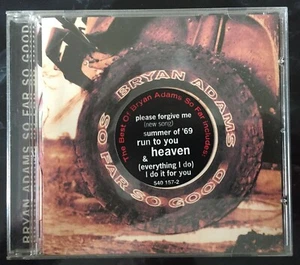 BRYAN ADAMS SO FAR SO GOOD
BRYAN ADAMS
SO FAR SO GOOD
The Best Of Bryan Adams So Far includes:
please forgive me
(new song)
summer of '69
run to you
heaven
&
(everything I do)
I do it for you
540 157-2